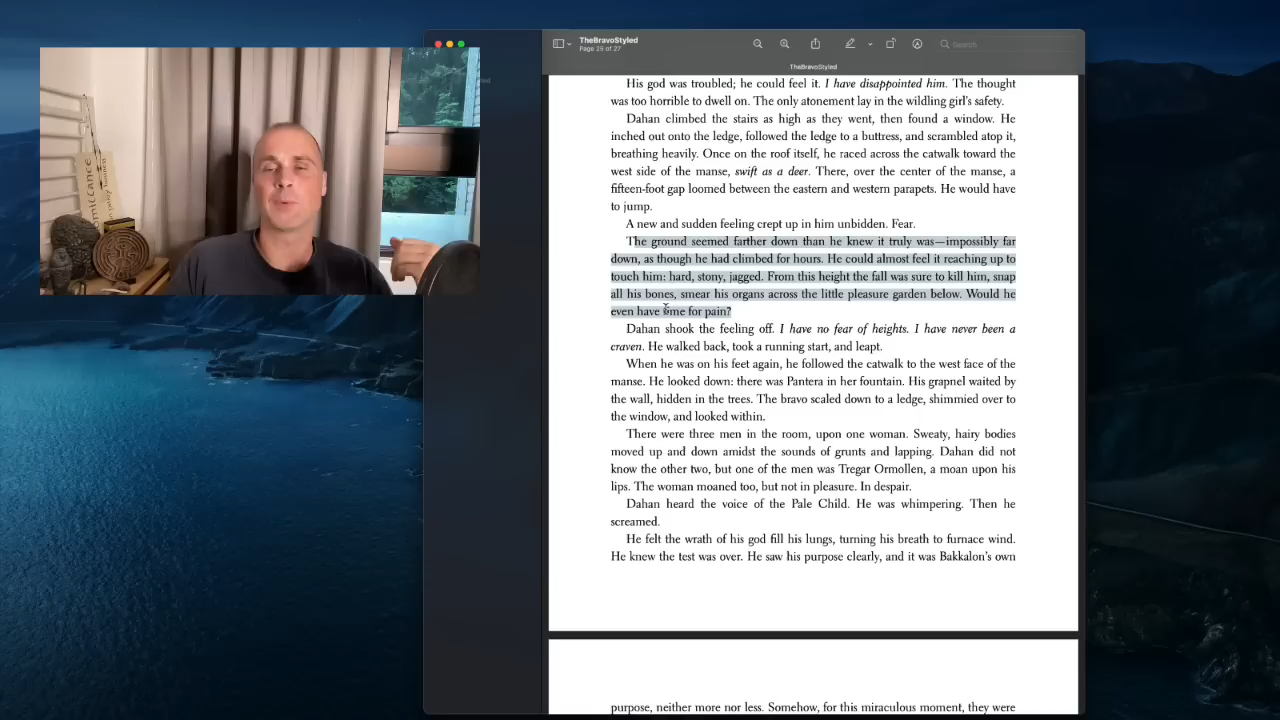 TheBravoStyled
Page 25 of 27
Search
TheBravoStyled
His god was troubled; he could feel it. I have disappointed him. The thought
was too horrible to dwell on. The only atonement lay in the wildling girl's safety.
Dahan climbed the stairs as high as they went, then found a window. He
inched out onto the ledge, followed the ledge to a buttress, and scrambled atop it,
breathing heavily. Once on the roof itself, he raced across the catwalk toward the
west side of the manse, swift as a deer. There, over the center of the manse, a
fifteen-foot gap loomed between the eastern and western parapets. He would have
to jump.
A new and sudden feeling crept up in him unbidden. Fear.
The ground seemed farther down than he knew it truly was—impossibly far
down, as though he had climbed for hours. He could almost feel it reaching up to
touch him: hard, stony, jagged. From this height the fall was sure to kill him, snap
all his bones, smear his organs across the little pleasure garden below. Would he
even have time for pain?
Dahan shook the feeling off. I have no fear of heights. I have never been a
craven. He walked back, took a running start, and leapt.
When he was on his feet again, he followed the catwalk to the west face of the
manse. He looked down: there was Pantera in her fountain. His grapnel waited by
the wall, hidden in the trees. The bravo scaled down to a ledge, shimmied over to
the window, and looked within.
There were three men in the room, upon one woman. Sweaty, hairy bodies
moved up and down amidst the sounds of grunts and lapping. Dahan did not
know the other two, but one of the men was Tregar Ormollen, a moan upon his
lips. The woman moaned too, but not in pleasure. In despair.
Dahan heard the voice of the Pale Child. He was whimpering. Then he
screamed.
He felt the wrath of his god fill his lungs, turning his breath to furnace wind.
He knew the test was over. He saw his purpose clearly, and it was Bakkalon's own
purpose, neither more nor less. Somehow, for this miraculous moment, they were